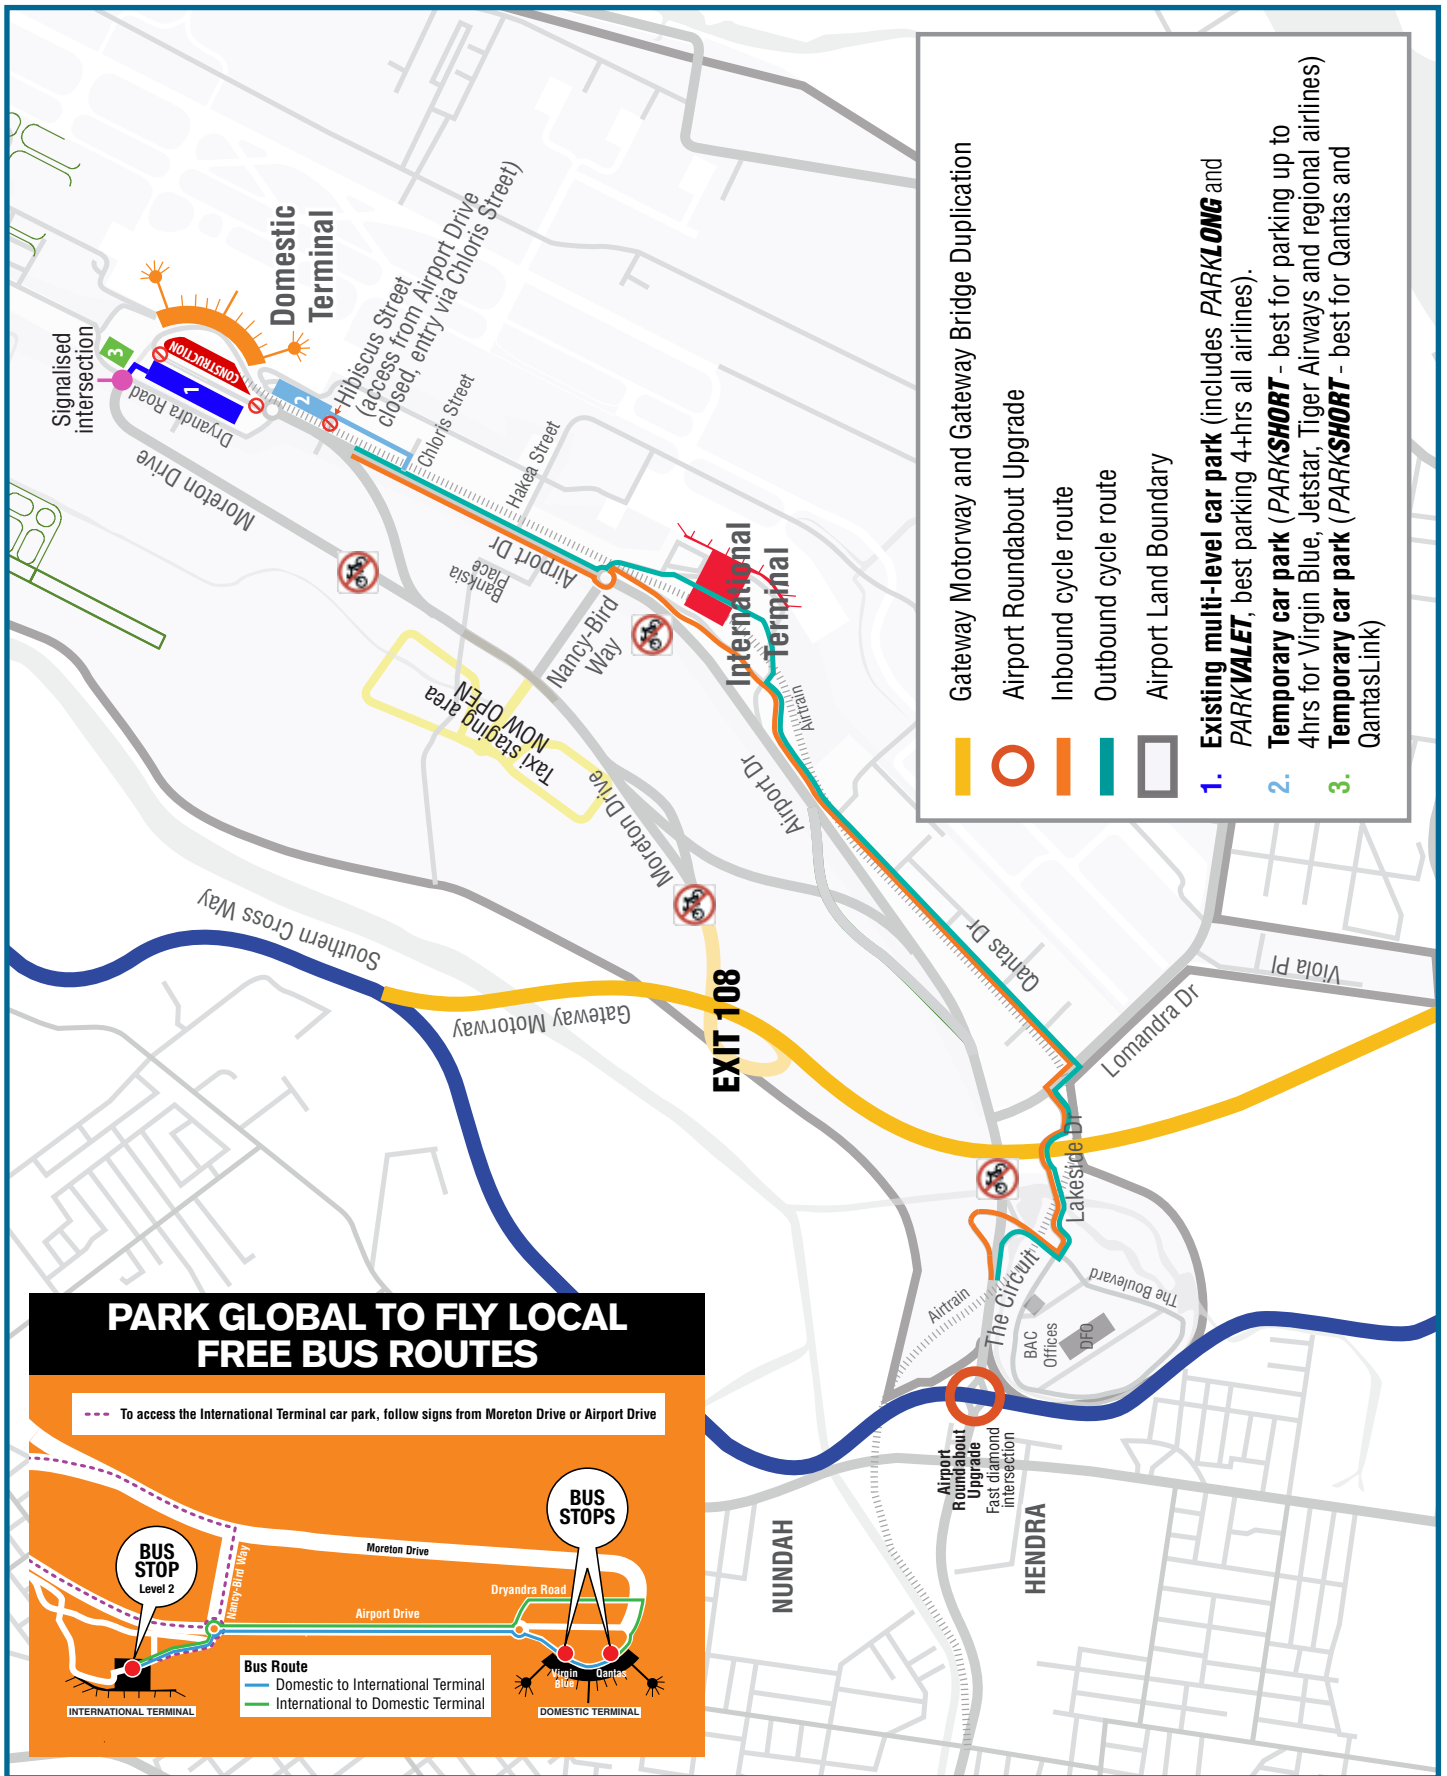 Signalised
intersection
3
CONSTRUCTION
1
2
Dryandra Road
Moreton Drive
Domestic
Terminal
Hibiscus Street
(access from Airport Drive
closed, entry via Chloris Street)
Chloris Street
Hakea Street
Airport Dr
Banksia
Place
Nancy-Bird
Way
International
Terminal
Taxi
staging area
NOW OPEN
Moreton Drive
Airtrain
Airport Dr
Southern Cross Way
Gateway Motorway
EXIT 108
Qantas Dr
Lomandra Dr
Viola Pl
Lakeside Dr
The Circuit
Airtrain
The Boulevard
BAC
Offices
DFO
Airport
Roundabout
Upgrade
Fast diamond
intersection
NUNDAH
HENDRA
Gateway Motorway and Gateway Bridge Duplication
Airport Roundabout Upgrade
Inbound cycle route
Outbound cycle route
Airport Land Boundary
1. Existing multi-level car park (includes PARKLONG and
PARKVALET, best parking 4+hrs all airlines).
2. Temporary car park (PARKSHORT - best for parking up to
4hrs for Virgin Blue, Jetstar, Tiger Airways and regional airlines)
3. Temporary car park (PARKSHORT - best for Qantas and
QantasLink)
PARK GLOBAL TO FLY LOCAL
FREE BUS ROUTES
To access the International Terminal car park, follow signs from Moreton Drive or Airport Drive
BUS
STOP
Level 2
BUS
STOPS
Moreton Drive
Nancy-Bird Way
Dryandra Road
Airport Drive
Virgin
Blue
Qantas
Bus Route
Domestic to International Terminal
International to Domestic Terminal
INTERNATIONAL TERMINAL
DOMESTIC TERMINAL